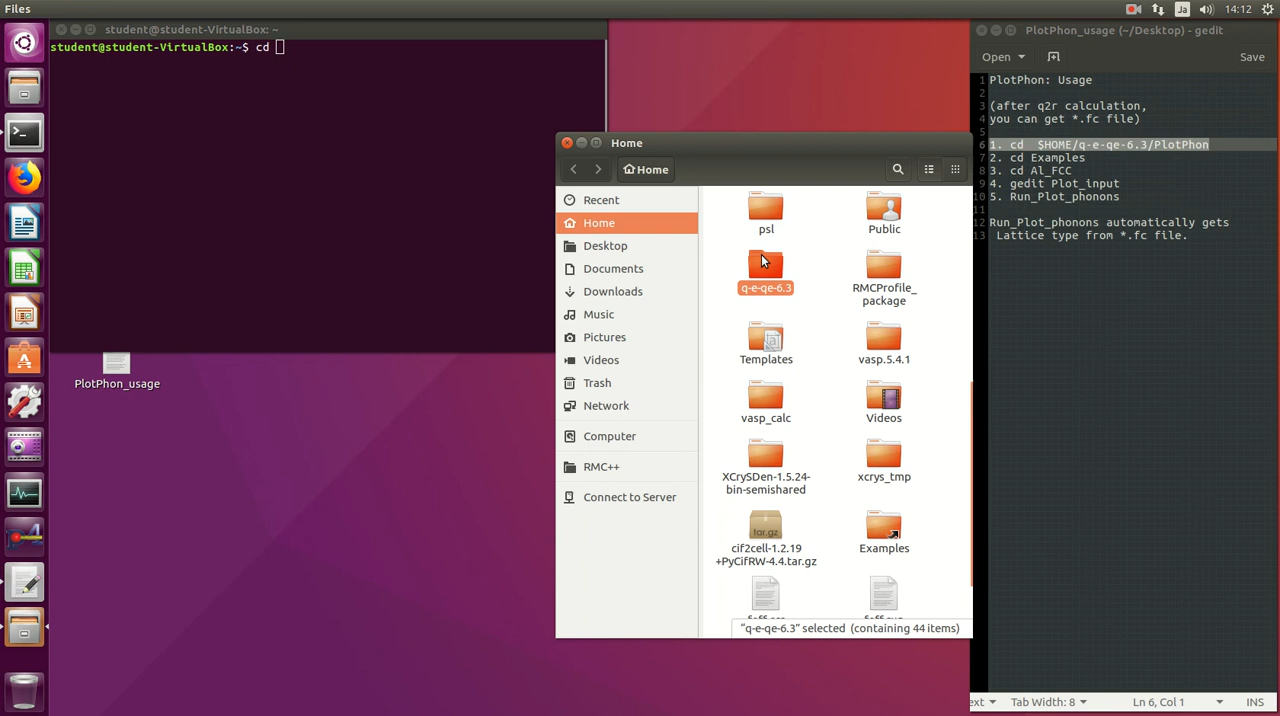 Files
Ja
14:12
student@student-VirtualBox: ~
student@student-VirtualBox:~$ cd
PlotPhon_usage
Home
Home
Recent
Home
Desktop
Documents
Downloads
Music
Pictures
Videos
Trash
Network
Computer
RMC++
Connect to Server
psl
Public
q-e-qe-6.3
RMCProfile_
package
Templates
vasp.5.4.1
vasp_calc
Videos
XCrySDen-1.5.24-
bin-semishared
xcrys_tmp
tar.gz
cif2cell-1.2.19
+PyCifRW-4.4.tar.gz
Examples
"q-e-qe-6.3" selected (containing 44 items)
PlotPhon_usage (~/Desktop) - gedit
Open
Save
1 PlotPhon: Usage
2
3 (after q2r calculation,
4 you can get *.fc file)
5
6 1. cd  $HOME/q-e-qe-6.3/PlotPhon
7 2. cd Examples
8 3. cd Al_FCC
9 4. gedit Plot_input
10 5. Run_Plot_phonons
11
12 Run_Plot_phonons automatically gets
13  Lattice type from *.fc file.
ext
Tab Width: 8
Ln 6, Col 1
INS